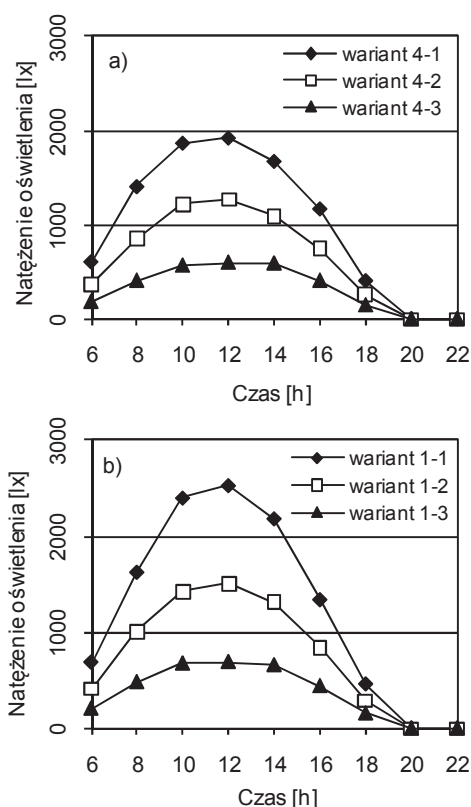 a)
wariant 4-1
wariant 4-2
wariant 4-3
Natężenie oświetlenia [lx]
3000
2000
1000
0
6 8 10 12 14 16 18 20 22
Czas [h]
b)
wariant 1-1
wariant 1-2
wariant 1-3
Natężenie oświetlenia [lx]
3000
2000
1000
0
6 8 10 12 14 16 18 20 22
Czas [h]